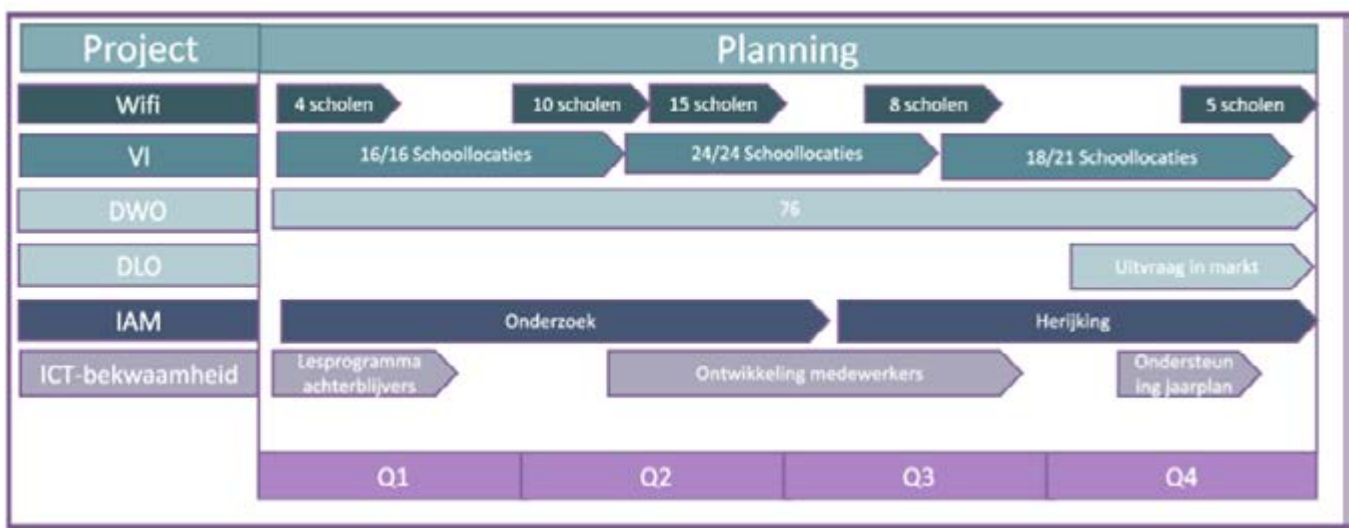 Project
Planning
Wifi
4 scholen
10 scholen
15 scholen
8 scholen
5 scholen
VI
16/16 Schoollocaties
24/24 Schoollocaties
18/21 Schoollocaties
DWO
76
DLO
Uitvraag in markt
IAM
Onderzoek
Herijking
ICT-bekwaamheid
Lesprogramma
achterblijvers
Ontwikkeling medewerkers
Ondersteun
ing jaarplan
Q1
Q2
Q3
Q4